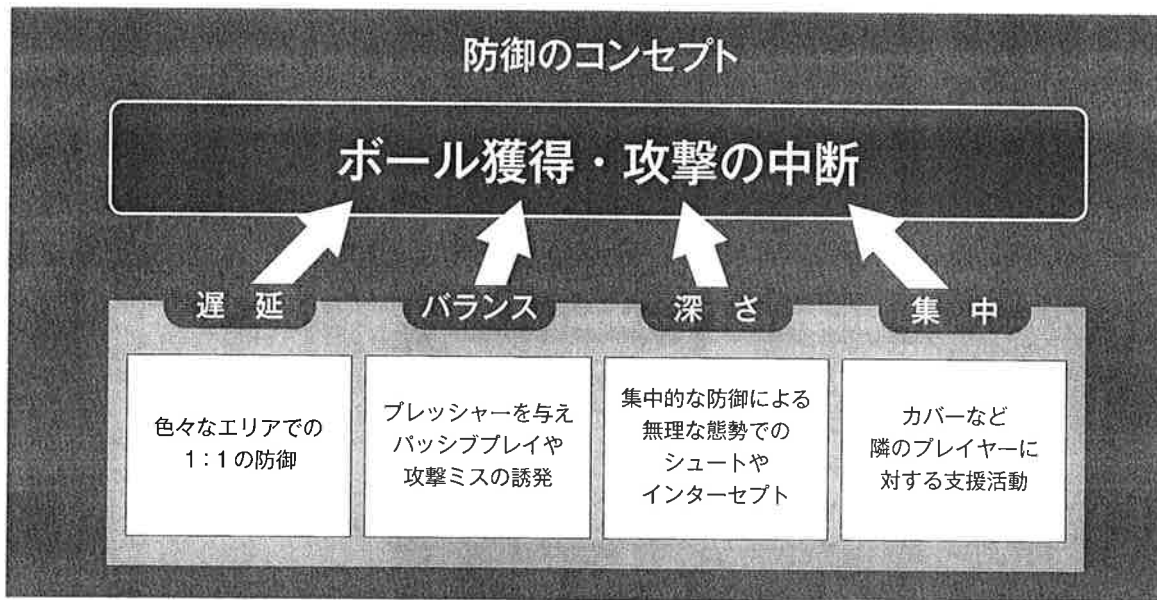 防御のコンセプト
ボール獲得・攻撃の中断
遅延
バランス
深さ
集中
色々なエリアでの
1:1の防御
プレッシャーを与え
パッシブプレイや
攻撃ミスの誘発
集中的な防御による
無理な態勢での
シュートや
インターセプト
カバーなど
隣のプレイヤーに
対する支援活動